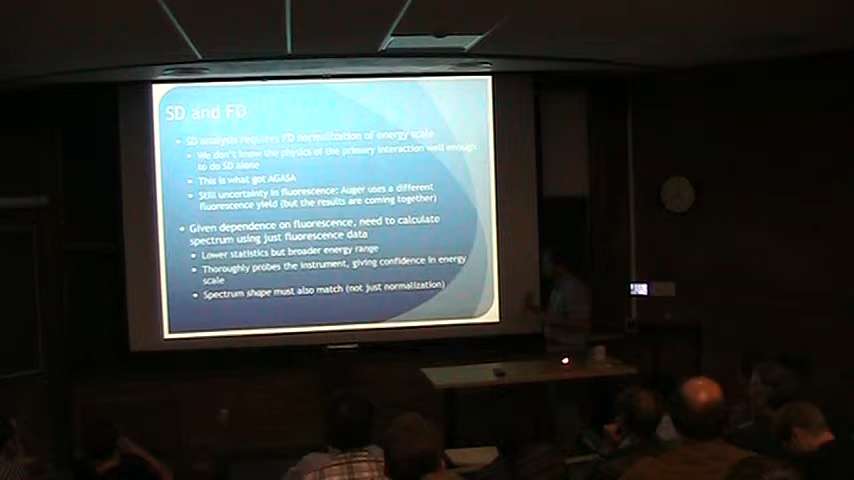 SD and FD
SD analysis requires FD normalization of energy scale
We don't know the physics of the primary interaction well enough
to do SD alone
This is what got AGASA
Still uncertainty in fluorescence: Auger uses a different
fluorescence yield (but the results are coming together)
Given dependence on fluorescence, need to calculate
spectrum using just fluorescence data
Lower statistics but broader energy range
Thoroughly probes the instrument, giving confidence in energy
scale
Spectrum shape must also match (not just normalization)